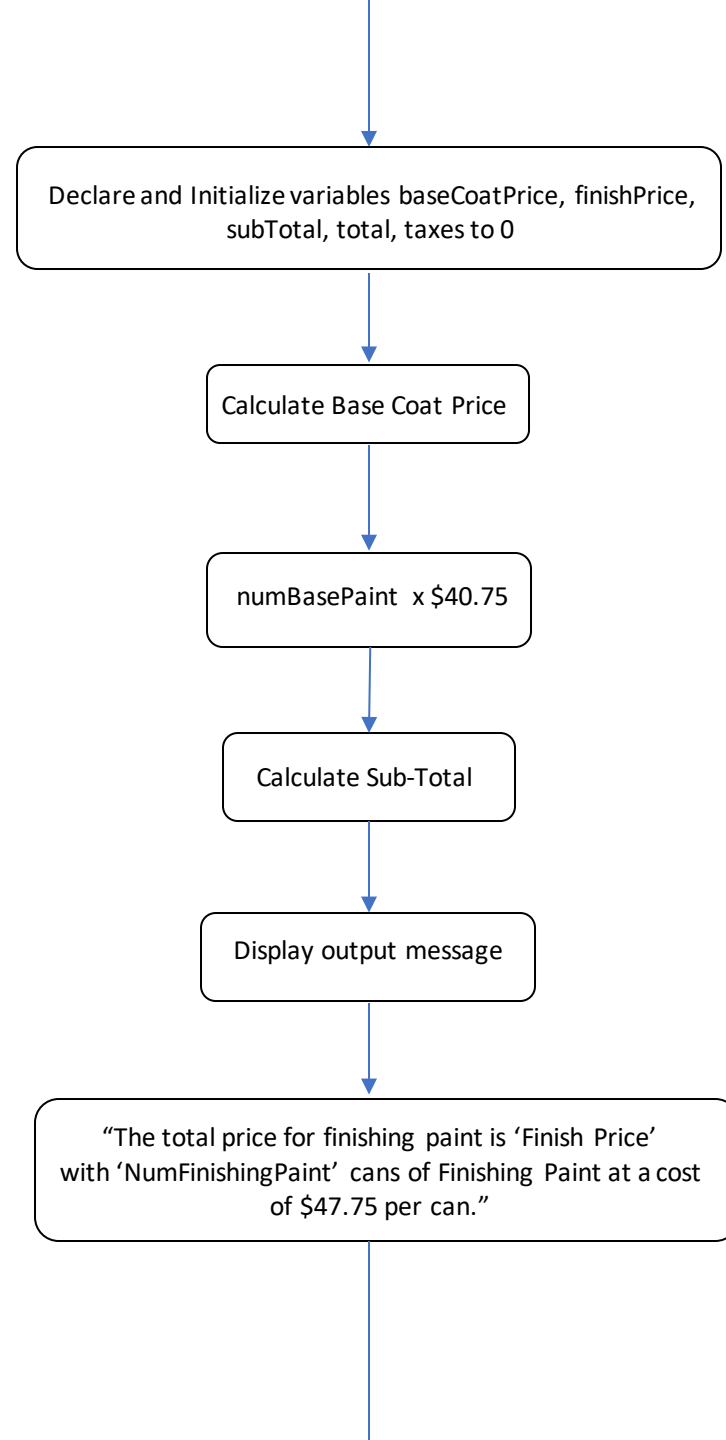 Declare and Initialize variables baseCoatPrice, finishPrice,
subTotal, total, taxes to 0
Calculate Base Coat Price
numBasePaint x $40.75
Calculate Sub-Total
Display output message
“The total price for finishing paint is ‘Finish Price’
with ‘NumFinishingPaint’ cans of Finishing Paint at a cost
of $47.75 per can.”